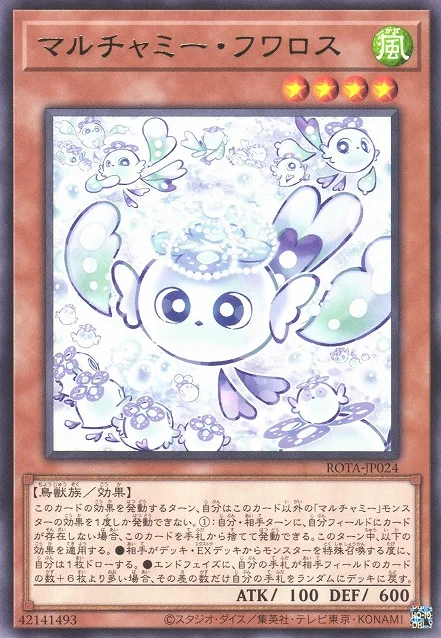 マルチャミー・フワロス
風
ROTA-JP024
【鳥獣族／効果】
このカードの効果を発動するターン、自分はこのカード以外の「マルチャミー」モンス
ターの効果を１度しか発動できない。①：自分・相手ターンに、自分フィールドにカード
が存在しない場合、このカードを手札から捨てて発動できる。このターン中、以下の
効果を適用する。●相手がデッキ・EXデッキからモンスターを特殊召喚する度に、
自分は１枚ドローする。●エンドフェイズに、自分の手札が相手フィールドのカード
の数＋６枚より多い場合、その差の数だけ自分の手札をランダムにデッキに戻す。
ATK／ 100 DEF／ 600
42141493
©スタジオ・ダイス／集英社・テレビ東京・KONAMI